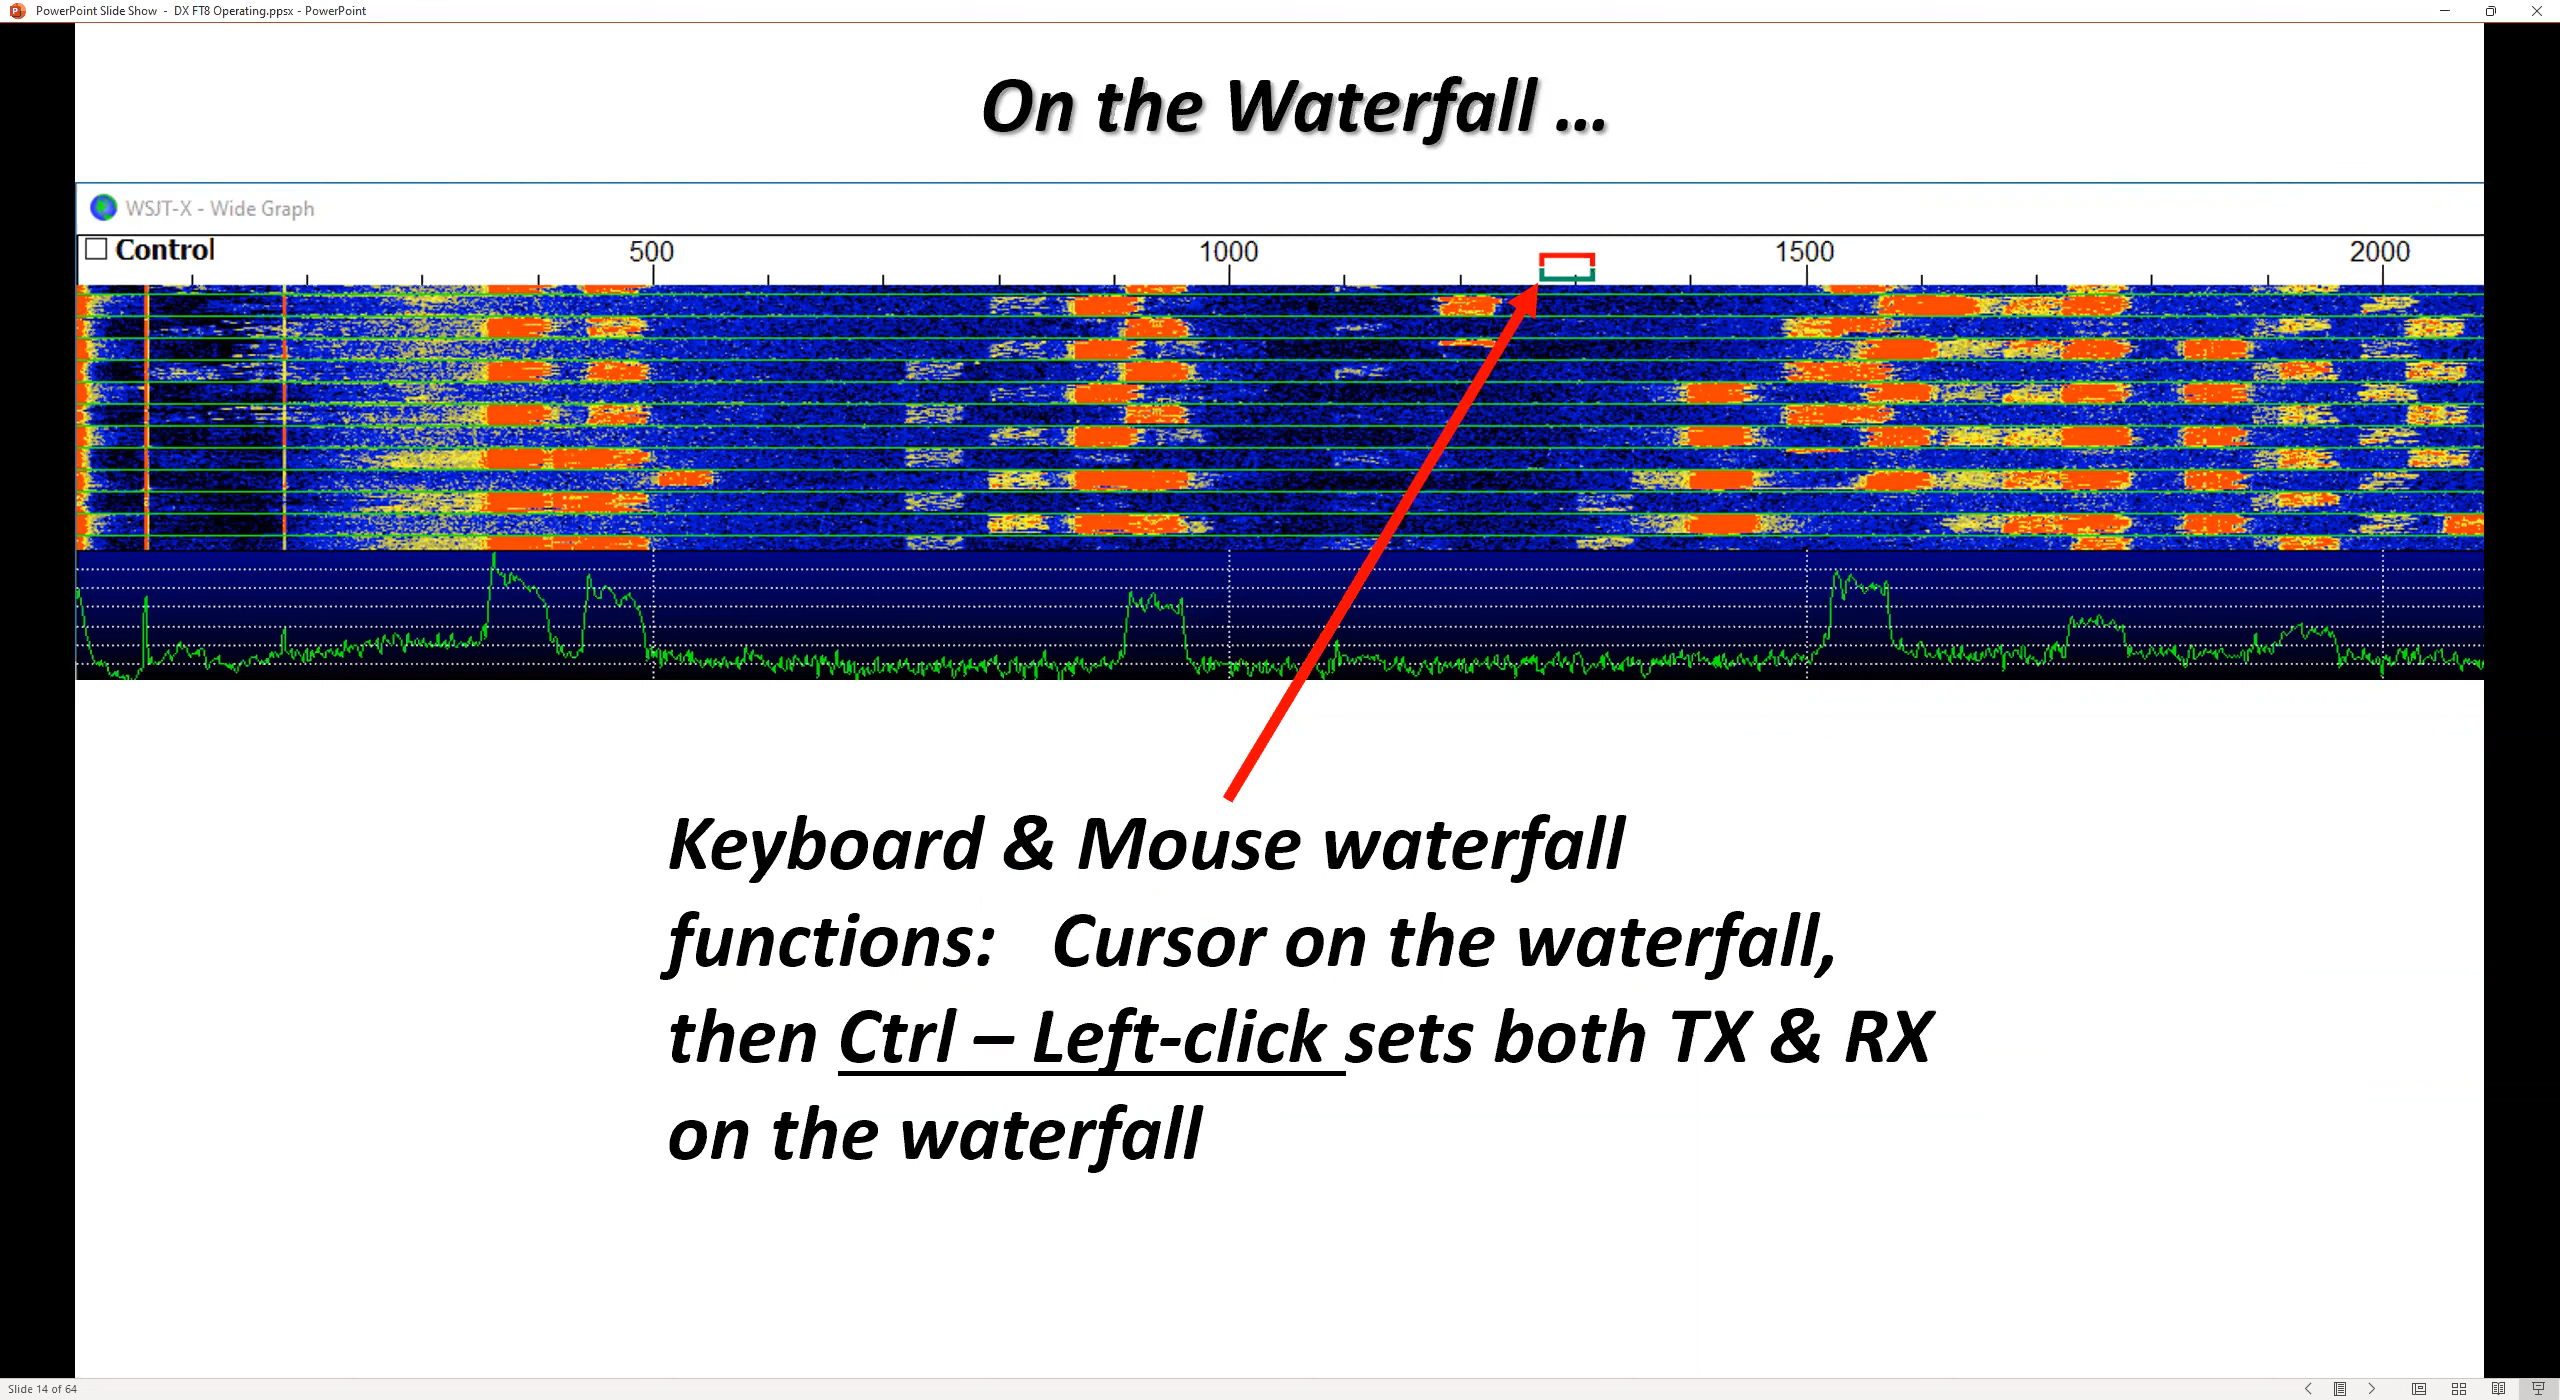 PowerPoint Slide Show - DX FT8 Operating.ppsx - PowerPoint
On the Waterfall ...
WSJT-X - Wide Graph
Control 500 1000 1500 2000
Keyboard & Mouse waterfall
functions: Cursor on the waterfall,
then Ctrl – Left-click sets both TX & RX
on the waterfall
Slide 14 of 64